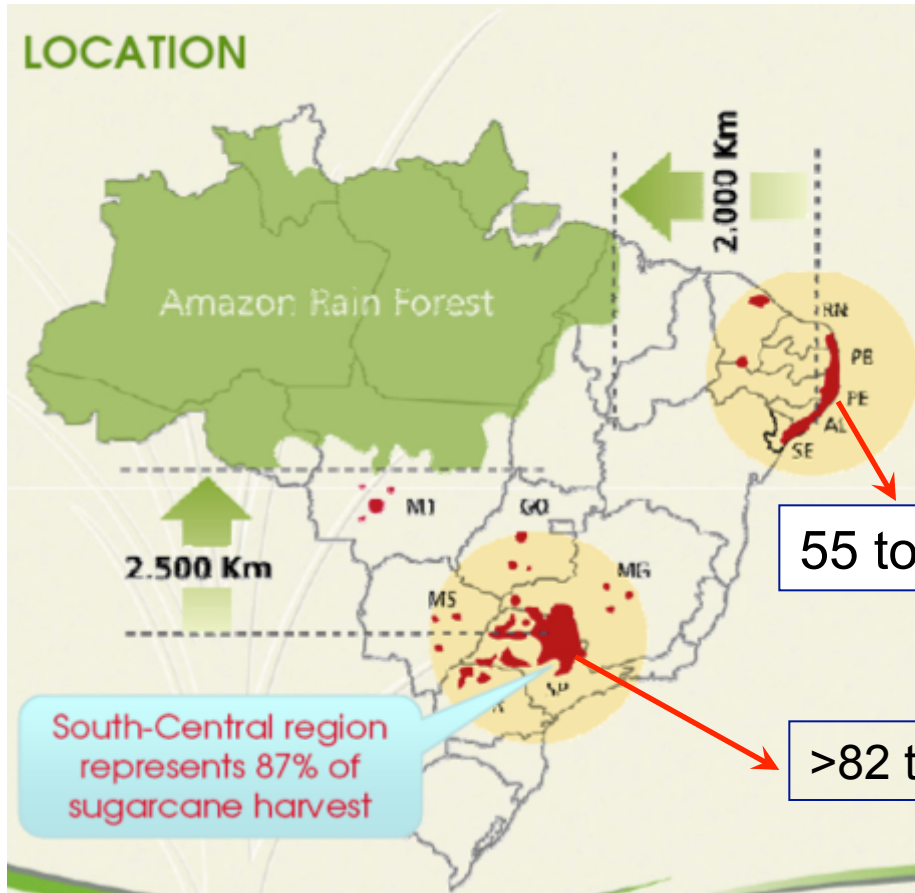 LOCATION
2.000 Km
Amazon Rain Forest
RN
PB
PE
AL
SE
MT
GO
2.500 Km
MG
MS
SP
South-Central region
represents 87% of
sugarcane harvest
55 to
>82 t